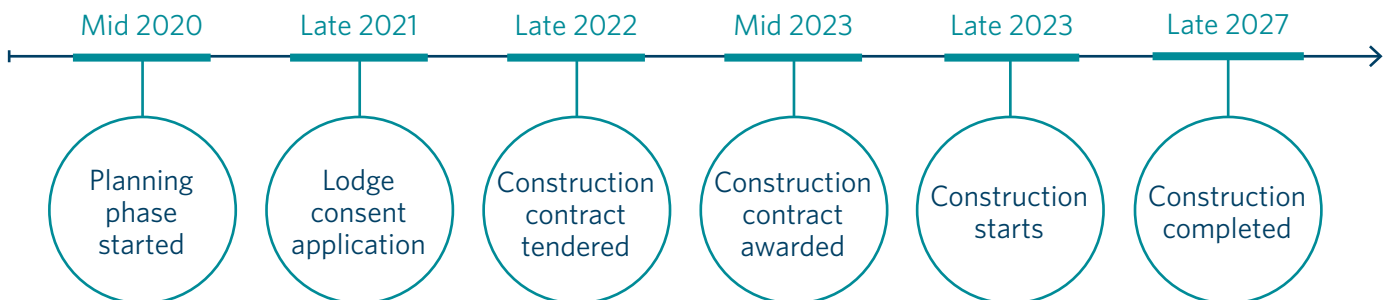 Mid 2020
Late 2021
Late 2022
Mid 2023
Late 2023
Late 2027
Planning
phase
started
Lodge
consent
application
Construction
contract
tendered
Construction
contract
awarded
Construction
starts
Construction
completed